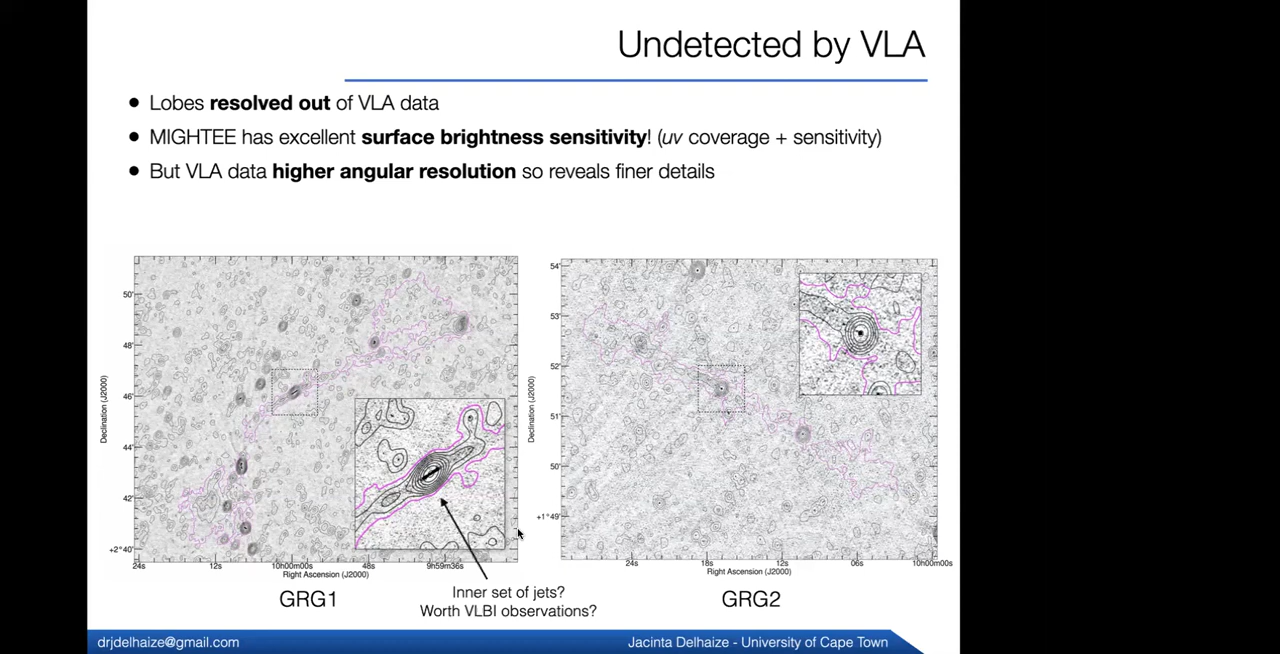 Undetected by VLA
● Lobes resolved out of VLA data
● MIGHTEE has excellent surface brightness sensitivity! (uv coverage + sensitivity)
● But VLA data higher angular resolution so reveals finer details
50'
48'
46'
44'
42'
+2°40'
Declination (J2000)
24s 12s 10h00m00s 48s 9h59m36s
Right Ascension (J2000)
GRG1
Inner set of jets?
Worth VLBI observations?
54'
53'
52'
51'
50'
+1°49'
Declination (J2000)
24s 18s 12s 06s 10h00m00s
Right Ascension (J2000)
GRG2
drjdelhaize@gmail.com
Jacinta Delhaize - University of Cape Town